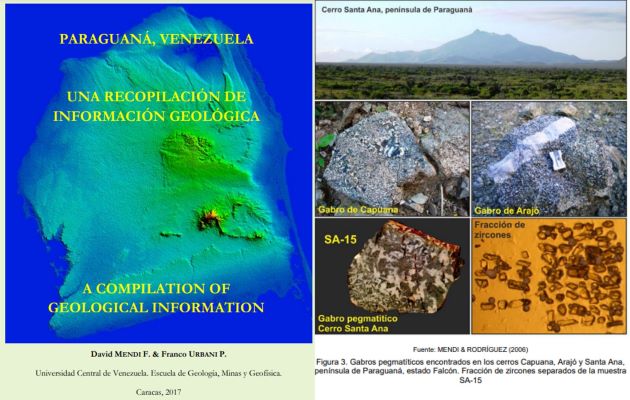 PARAGUANÁ, VENEZUELA
UNA RECOPILACIÓN DE
INFORMACIÓN GEOLÓGICA
A COMPILATION OF
GEOLOGICAL INFORMATION
David MENDI F. & Franco URBANI P.
Universidad Central de Venezuela. Escuela de Geología, Minas y Geofísica.
Caracas, 2017
Cerro Santa Ana, península de Paraguaná
Gabro de Capuana
Gabro de Arajó
SA-15
Gabro pegmatítico
Cerro Santa Ana
Fracción de
zircones
Fuente: MENDI & RODRÍGUEZ (2006)
Figura 3. Gabros pegmatíticos encontrados en los cerros Capuana, Arajó y Santa Ana,
península de Paraguaná, estado Falcón. Fracción de zircones separados de la muestra
SA-15